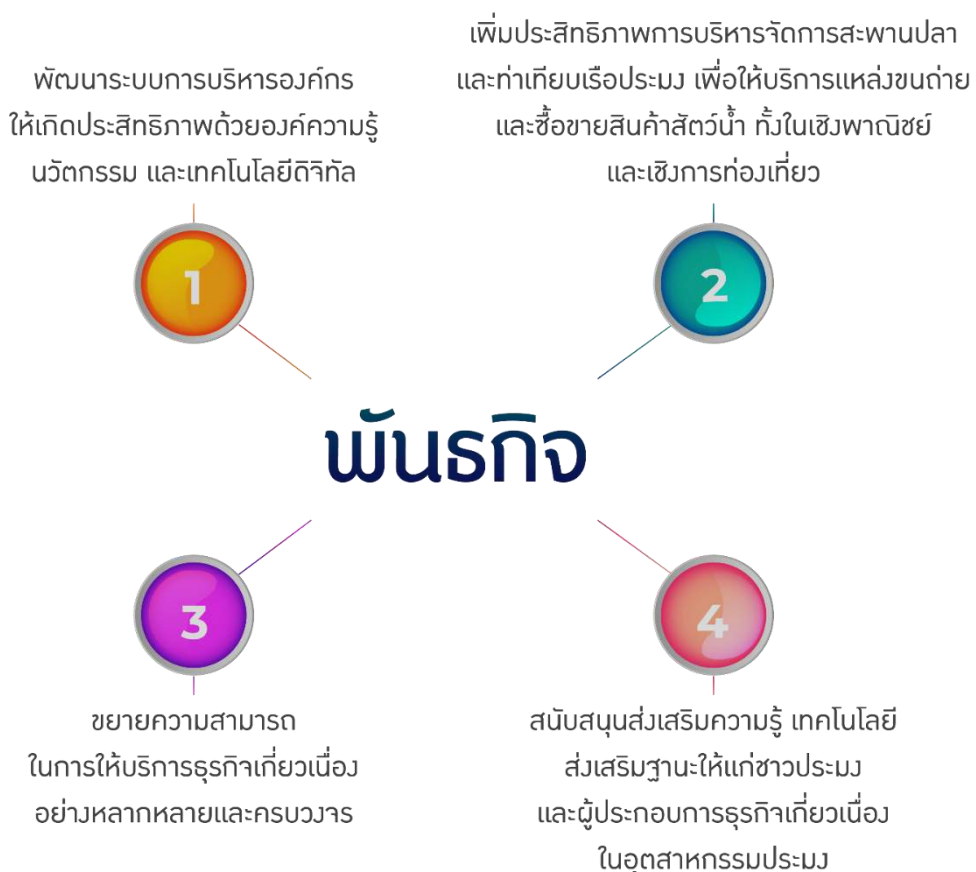 พัฒนาระบบการบริหารองค์กร
ให้เกิดประสิทธิภาพด้วยองค์ความรู้
นวัตกรรม และเทคโนโลยีดิจิทัล
1
เพิ่มประสิทธิภาพการบริหารจัดการสะพานปลา
และท่าเทียบเรือประมง เพื่อให้บริการแหล่งขนถ่าย
และซื้อขายสินค้าสัตว์น้ำ ทั้งในเชิงพาณิชย์
และเชิงการท่องเที่ยว
2
พันธกิจ
3
ขยายความสามารถ
ในการให้บริการธุรกิจเกี่ยวเนื่อง
อย่างหลากหลายและครบวงจร
4
สนับสนุนส่งเสริมความรู้ เทคโนโลยี
ส่งเสริมฐานะให้แก่ชาวประมง
และผู้ประกอบการธุรกิจเกี่ยวเนื่อง
ในอุตสาหกรรมประมง